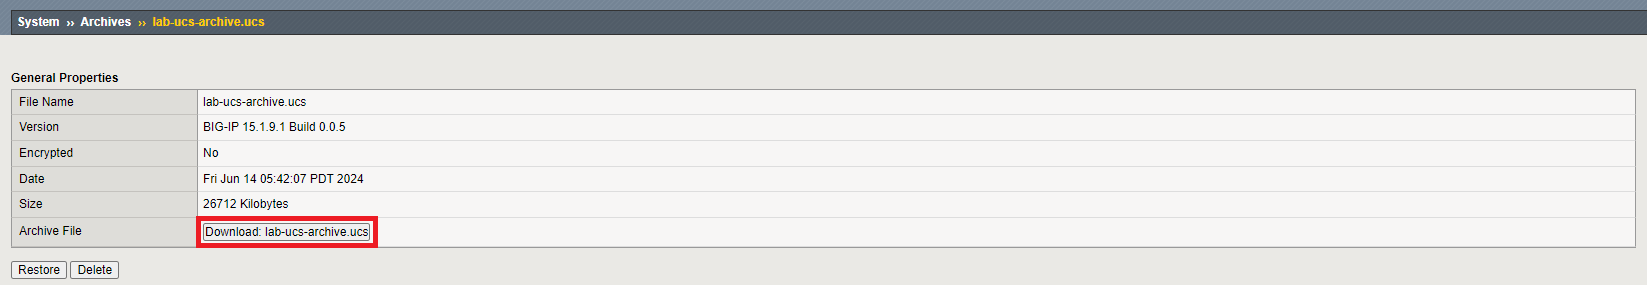 System ›› Archives ›› lab-ucs-archive.ucs
General Properties
File Name lab-ucs-archive.ucs
Version BIG-IP 15.1.9.1 Build 0.0.5
Encrypted No
Date Fri Jun 14 05:42:07 PDT 2024
Size 26712 Kilobytes
Archive File Download: lab-ucs-archive.ucs
Restore Delete